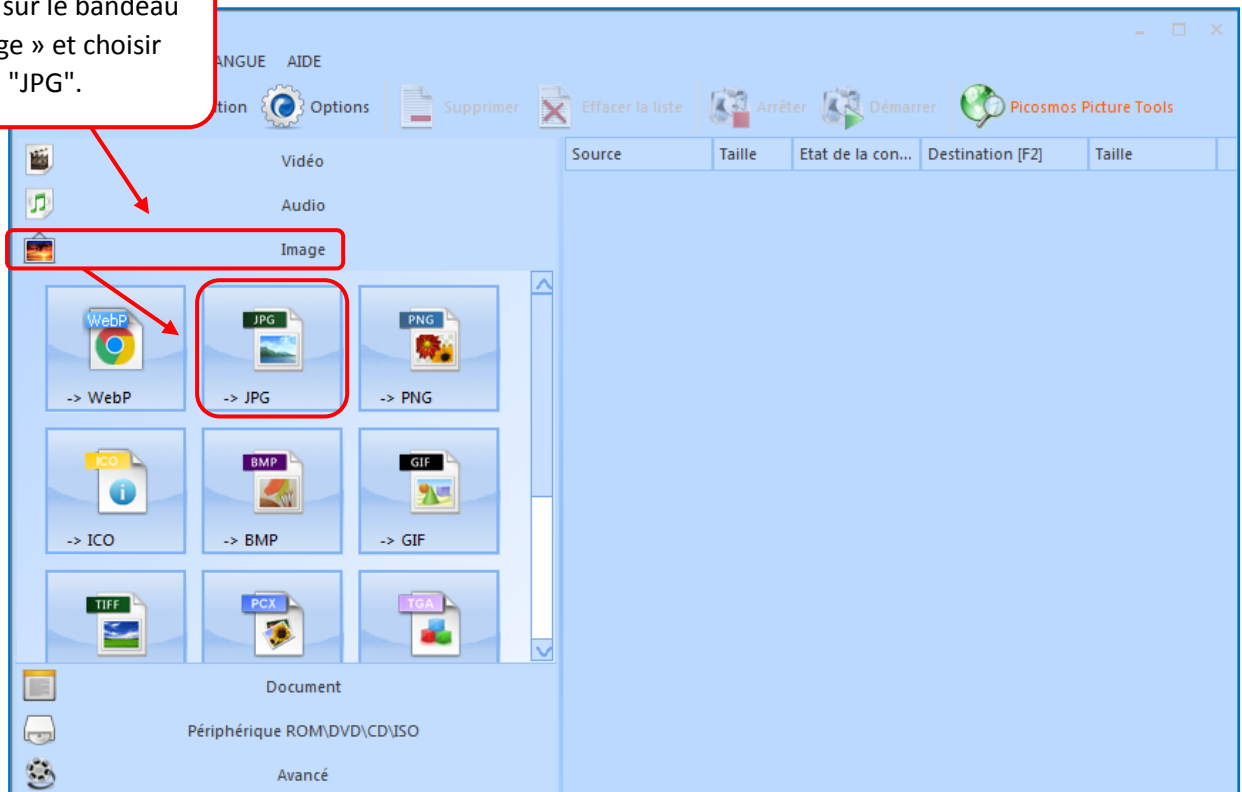 sur le bandeau
ge » et choisir
"JPG".
ANGUE AIDE
tion Options Supprimer Effacer la liste Arrêter Démarrer Picosmos Picture Tools
Vidéo
Audio
Image
WebP JPG PNG
-> WebP -> JPG -> PNG
ICO BMP GIF
-> ICO -> BMP -> GIF
TIFF PCX TGA
Document
Périphérique ROM\DVD\CD\ISO
Avancé
Source Taille Etat de la con... Destination [F2] Taille